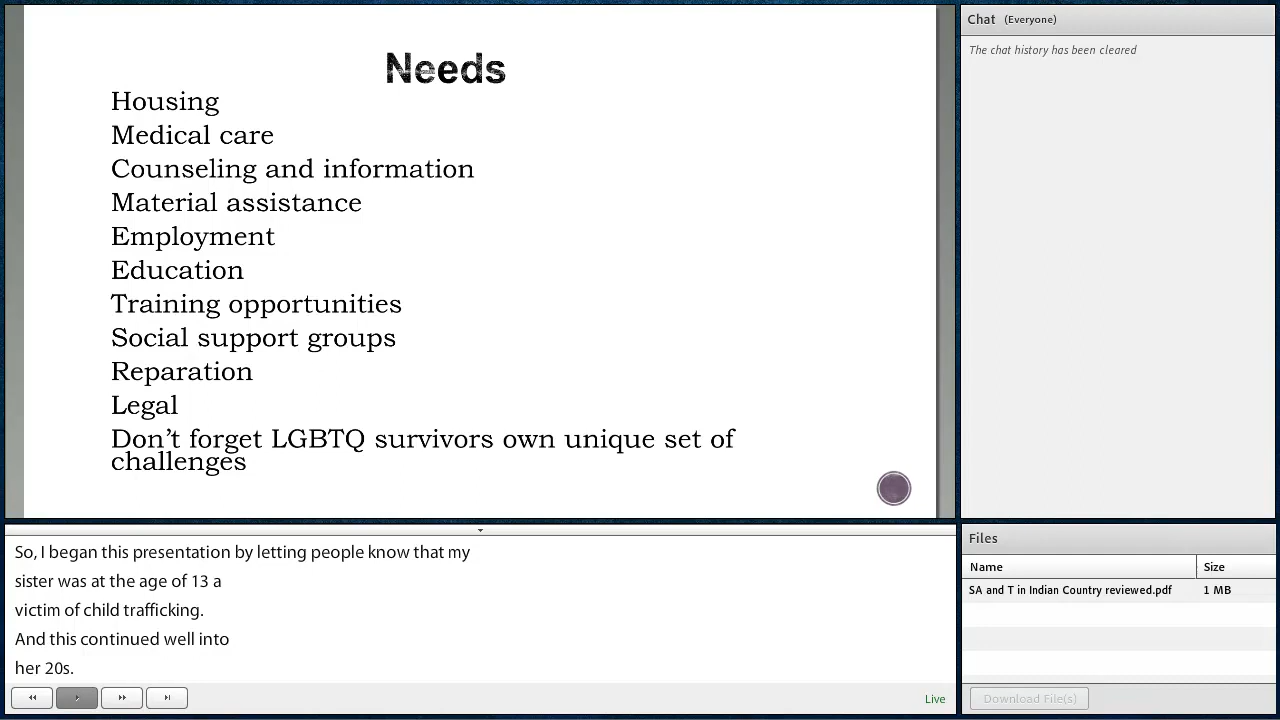 Needs
Housing
Medical care
Counseling and information
Material assistance
Employment
Education
Training opportunities
Social support groups
Reparation
Legal
Don't forget LGBTQ survivors own unique set of
challenges
So, I began this presentation by letting people know that my
sister was at the age of 13 a
victim of child trafficking.
And this continued well into
her 20s.
Live
Chat (Everyone)
The chat history has been cleared
Files
Name Size
SA and T in Indian Country reviewed.pdf 1 MB
Download File(s)